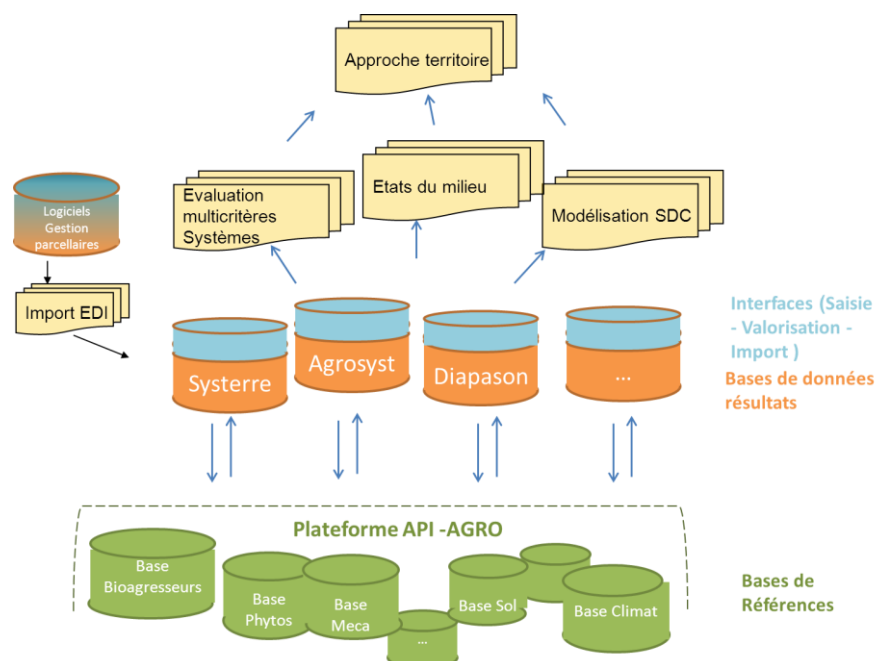 Approche territoire
Evaluation
multicritères
Systèmes
Etats du milieu
Modélisation SDC
Logiciels
Gestion
parcellaires
Import EDI
Interfaces (Saisie
- Valorisation -
Import )
Bases de données
résultats
Systerre
Agrosyst
Diapason
...
Plateforme API -AGRO
Base
Bioagresseurs
Base
Phytos
Base
Meca
...
Base Sol
Base Climat
Bases de
Références